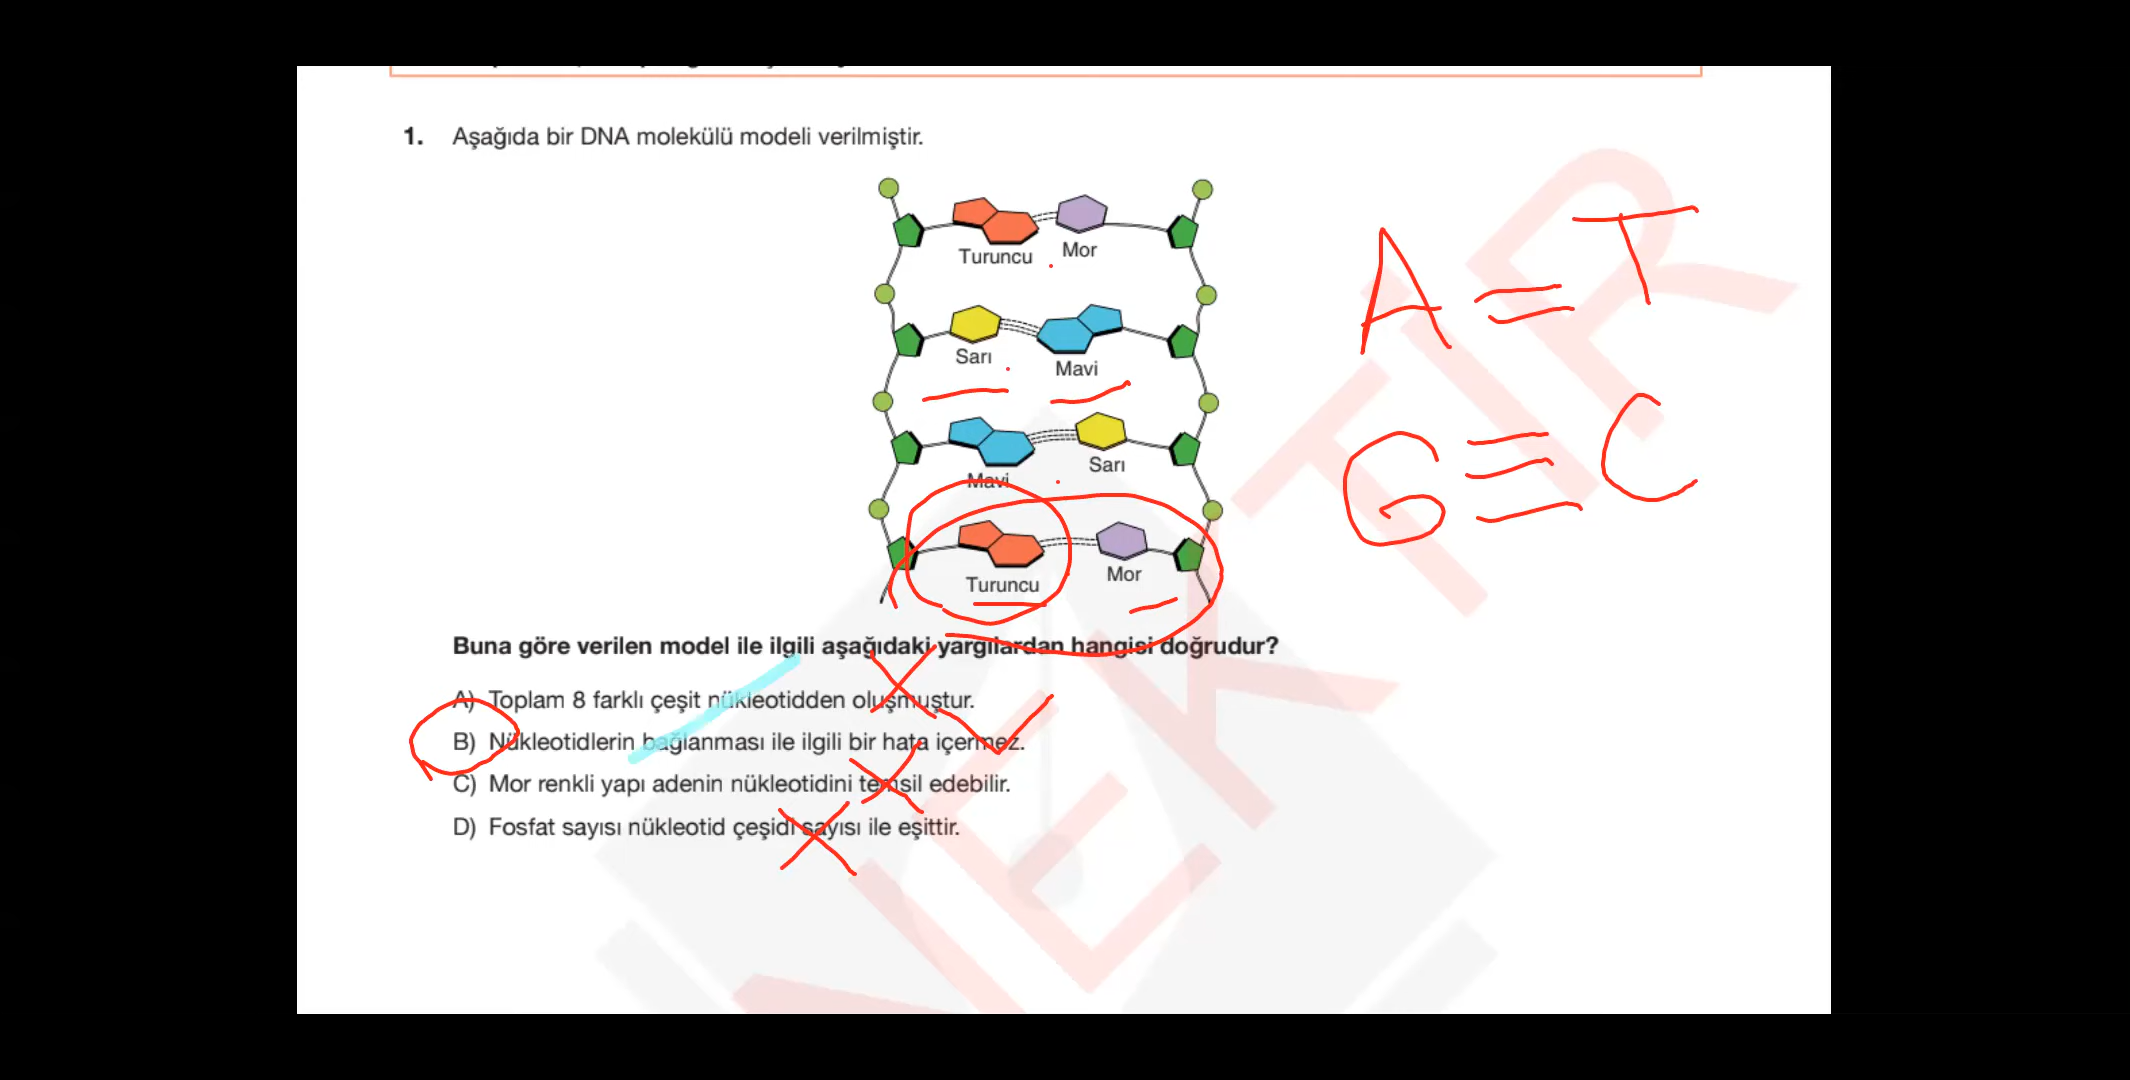 1. Aşağıda bir DNA molekülü modeli verilmiştir.
Turuncu Mor
Sarı Mavi
Mavi Sarı
Turuncu Mor
A = T
G ≡ C
Buna göre verilen model ile ilgili aşağıdaki yargılardan hangisi doğrudur?
A) Toplam 8 farklı çeşit nükleotidden oluşmuştur.
B) Nükleotidlerin bağlanması ile ilgili bir hata içermez.
C) Mor renkli yapı adenin nükleotidini temsil edebilir.
D) Fosfat sayısı nükleotid çeşidi sayısı ile eşittir.
NEKTİR